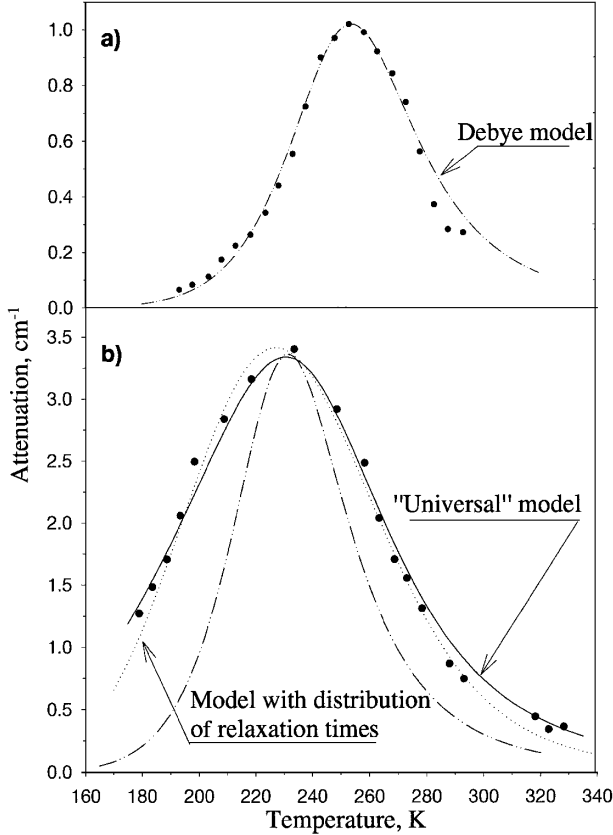 a)
1.0
0.8
0.6
0.4
0.2
0.0
Debye model
b)
3.5
3.0
2.5
2.0
1.5
1.0
0.5
0.0
Attenuation, cm⁻¹
"Universal" model
Model with distribution
of relaxation times
160 180 200 220 240 260 280 300 320 340
Temperature, K